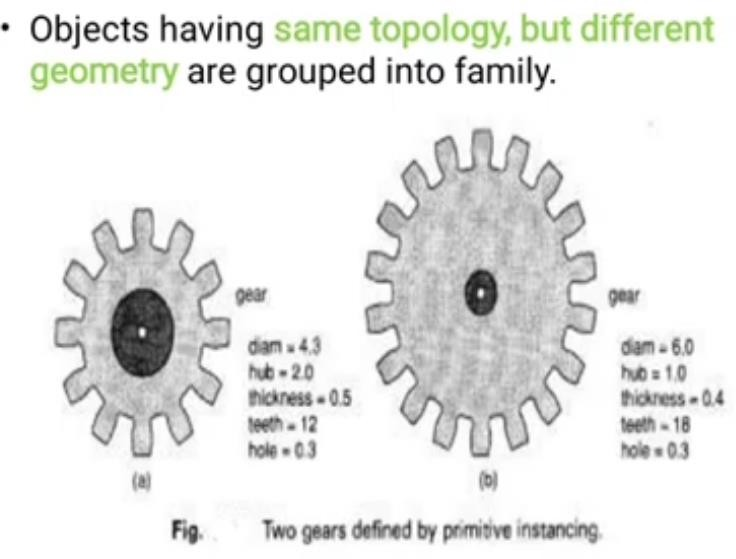 • Objects having same topology, but different
geometry are grouped into family.
gear
diam = 4.3
hub = 2.0
thickness = 0.5
teeth = 12
hole = 0.3
(a)
gear
diam = 6.0
hub = 1.0
thickness = 0.4
teeth = 18
hole = 0.3
(b)
Fig. Two gears defined by primitive instancing.